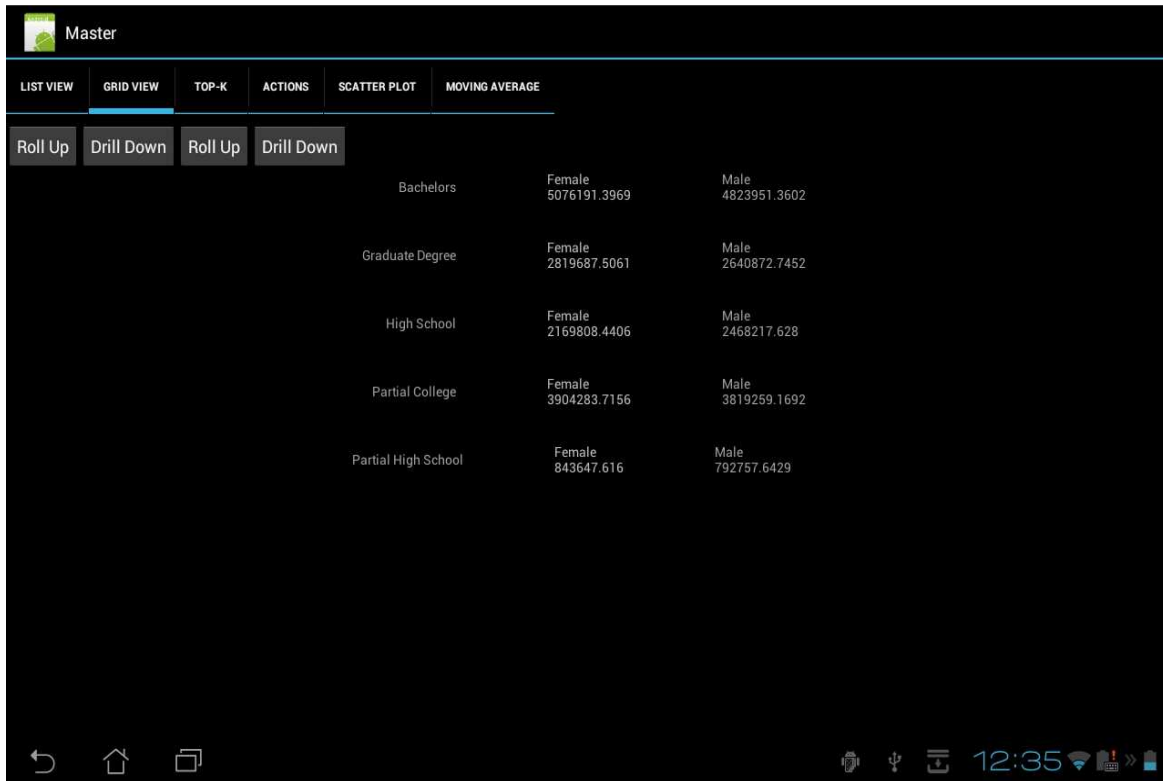 Master
LIST VIEW GRID VIEW TOP-K ACTIONS SCATTER PLOT MOVING AVERAGE
Roll Up Drill Down Roll Up Drill Down
Bachelors Female Male
5076191.3969 4823951.3602
Graduate Degree Female Male
2819687.5061 2640872.7452
High School Female Male
2169808.4406 2468217.628
Partial College Female Male
3904283.7156 3819259.1692
Partial High School Female Male
843647.616 792757.6429
12:35